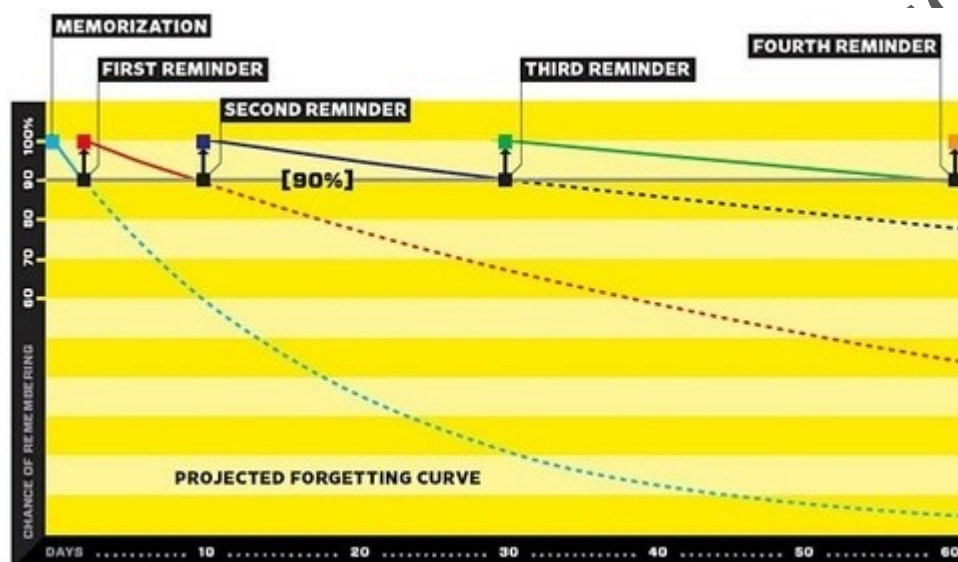 MEMORIZATION
FIRST REMINDER
SECOND REMINDER
THIRD REMINDER
FOURTH REMINDER
100%
90
80
70
60
[90%]
CHANCE OF REMEMBERING
PROJECTED FORGETTING CURVE
DAYS 10 20 30 40 50 60